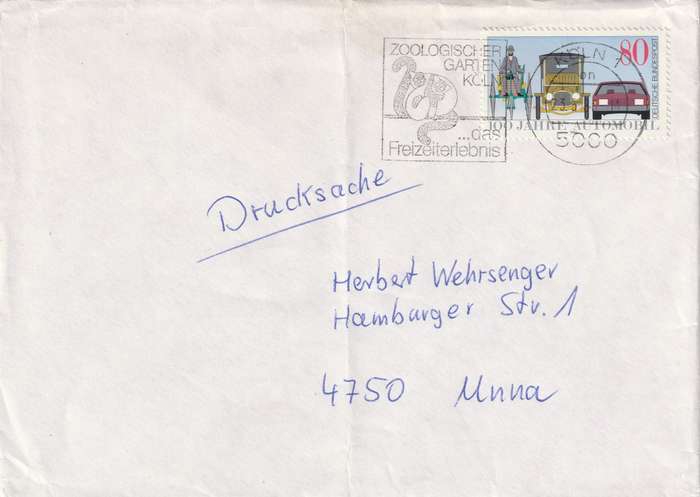 ZOOLOGISCHER
GARTEN
KÖLN
...das
Freizeiterlebnis
80
DEUTSCHE BUNDESPOST
100 JAHRE AUTOMOBIL
KÖLN
5000
Drucksache
Herbert Wehrsenger
Hamburger Str. 1
4750 Unna